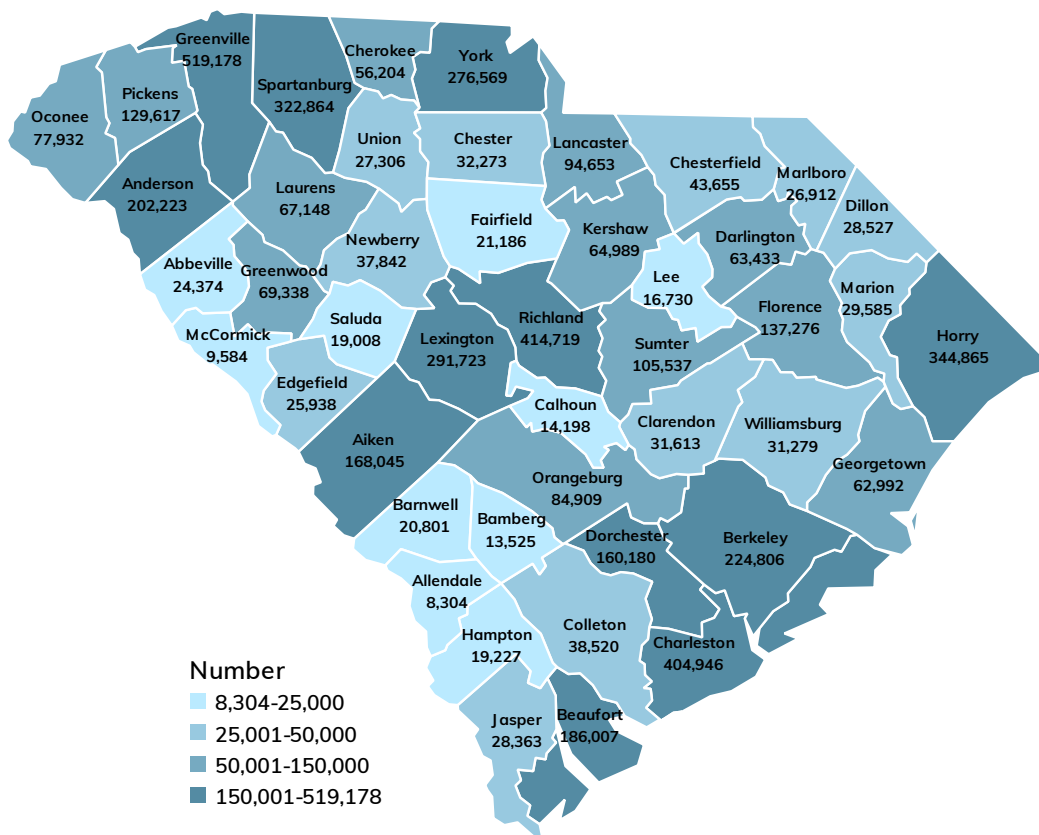 Greenville
519,178
Cherokee
56,204
York
276,569
Spartanburg
322,864
Pickens
129,617
Oconee
77,932
Union
27,306
Chester
32,273
Lancaster
94,653
Chesterfield
43,655
Marlboro
26,912
Dillon
28,527
Anderson
202,223
Laurens
67,148
Fairfield
21,186
Kershaw
64,989
Darlington
63,433
Newberry
37,842
Abbeville
24,374
Greenwood
69,338
Lee
16,730
Florence
137,276
Marion
29,585
Horry
344,865
McCormick
9,584
Saluda
19,008
Lexington
291,723
Richland
414,719
Sumter
105,537
Edgefield
25,938
Calhoun
14,198
Clarendon
31,613
Williamsburg
31,279
Aiken
168,045
Georgetown
62,992
Orangeburg
84,909
Barnwell
20,801
Bamberg
13,525
Dorchester
160,180
Berkeley
224,806
Allendale
8,304
Colleton
38,520
Hampton
19,227
Charleston
404,946
Jasper
28,363
Beaufort
186,007
Number
8,304-25,000
25,001-50,000
50,001-150,000
150,001-519,178